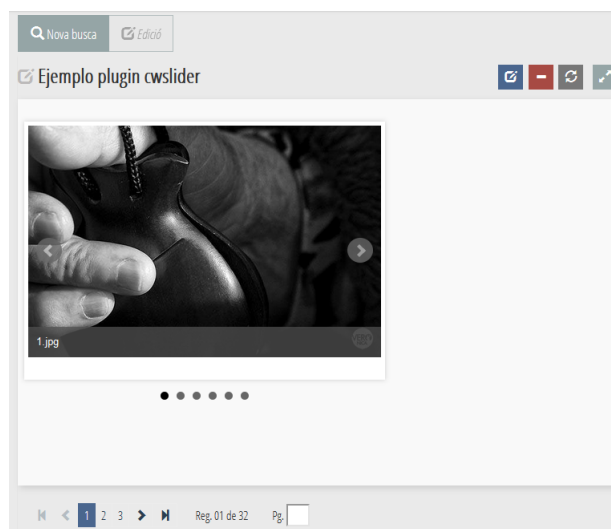 Nova busca Edició
Ejemplo plugin cwslider
1.jpg
1 2 3 Reg. 01 de 32 Pg.